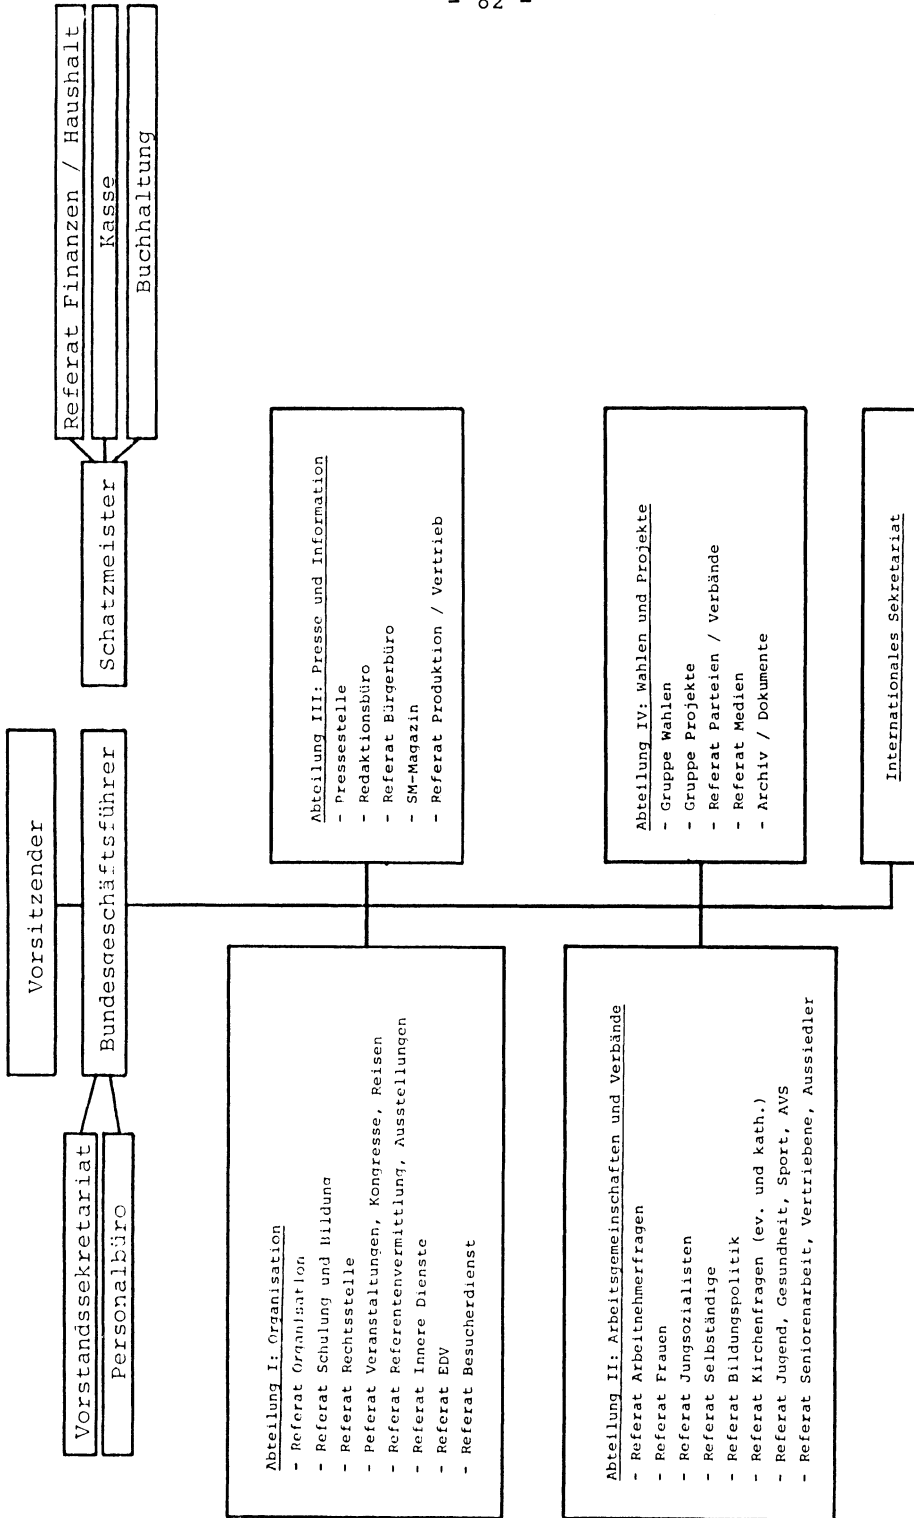 - 82 -
Vorsitzender
Vorstandssekretariat
Personalbüro
Bundesgeschäftsführer
Schatzmeister
Referat Finanzen / Haushalt
Kasse
Buchhaltung
Abteilung I: Organisation
- Referat Organisation
- Referat Schulung und Bildung
- Referat Rechtsstelle
- Referat Veranstaltungen, Kongresse, Reisen
- Referat Referentenvermittlung, Ausstellungen
- Referat Innere Dienste
- Referat EDV
- Referat Besucherdienst
Abteilung III: Presse und Information
- Pressestelle
- Redaktionsbüro
- Referat Bürgerbüro
- SM-Magazin
- Referat Produktion / Vertrieb
Abteilung II: Arbeitsgemeinschaften und Verbände
- Referat Arbeitnehmerfragen
- Referat Frauen
- Referat Jungsozialisten
- Referat Selbständige
- Referat Bildungspolitik
- Referat Kirchenfragen (ev. und kath.)
- Referat Jugend, Gesundheit, Sport, AVS
- Referat Seniorenarbeit, Vertriebene, Aussiedler
Abteilung IV: Wahlen und Projekte
- Gruppe Wahlen
- Gruppe Projekte
- Referat Parteien / Verbände
- Referat Medien
- Archiv / Dokumente
Internationales Sekretariat